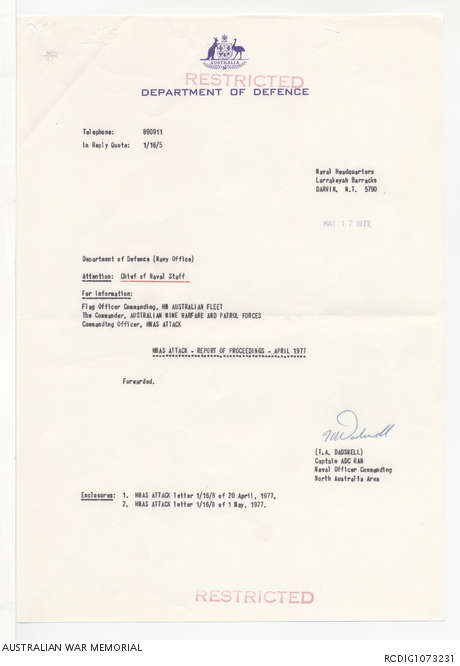 AUSTRALIA
RESTRICTED
DEPARTMENT OF DEFENCE
Telephone: 890911
In Reply Quote: 1/16/5
Naval Headquarters
Larrakeyah Barracks
DARWIN, N.T. 5790
MAY 17 1977
Department of Defence (Navy Office)
Attention: Chief of Naval Staff
For Information:
Flag Officer Commanding, HM AUSTRALIAN FLEET
The Commander, AUSTRALIAN MINE WARFARE AND PATROL FORCES
Commanding Officer, HMAS ATTACK
HMAS ATTACK - REPORT OF PROCEEDINGS - APRIL 1977
Forwarded.
(T.A. DADSWELL)
Captain ADC RAN
Naval Officer Commanding
North Australia Area
Enclosures: 1. HMAS ATTACK letter 1/16/8 of 20 April, 1977.
2. HMAS ATTACK letter 1/16/8 of 1 May, 1977.
RESTRICTED
AUSTRALIAN WAR MEMORIAL RCDIG1073231